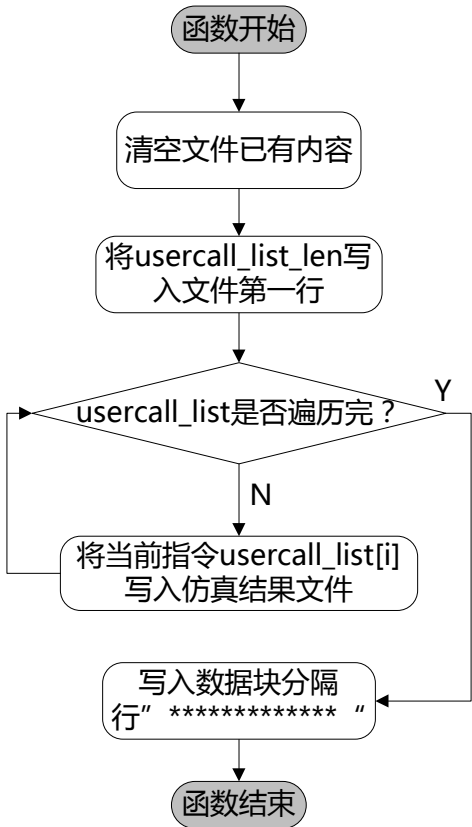 函数开始
清空文件已有内容
将usercall_list_len写
入文件第一行
usercall_list是否遍历完？
Y
N
将当前指令usercall_list[i]
写入仿真结果文件
写入数据块分隔
行” ************* “
函数结束